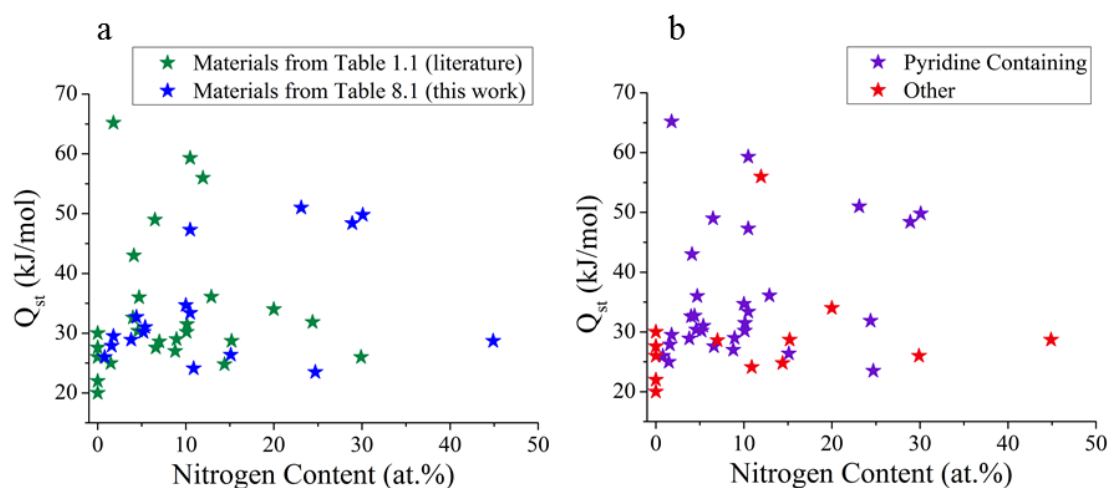 a
Materials from Table 1.1 (literature)
Materials from Table 8.1 (this work)
70
60
50
40
30
20
Qst (kJ/mol)
0 10 20 30 40 50
Nitrogen Content (at.%)
b
Pyridine Containing
Other
70
60
50
40
30
20
Qst (kJ/mol)
0 10 20 30 40 50
Nitrogen Content (at.%)